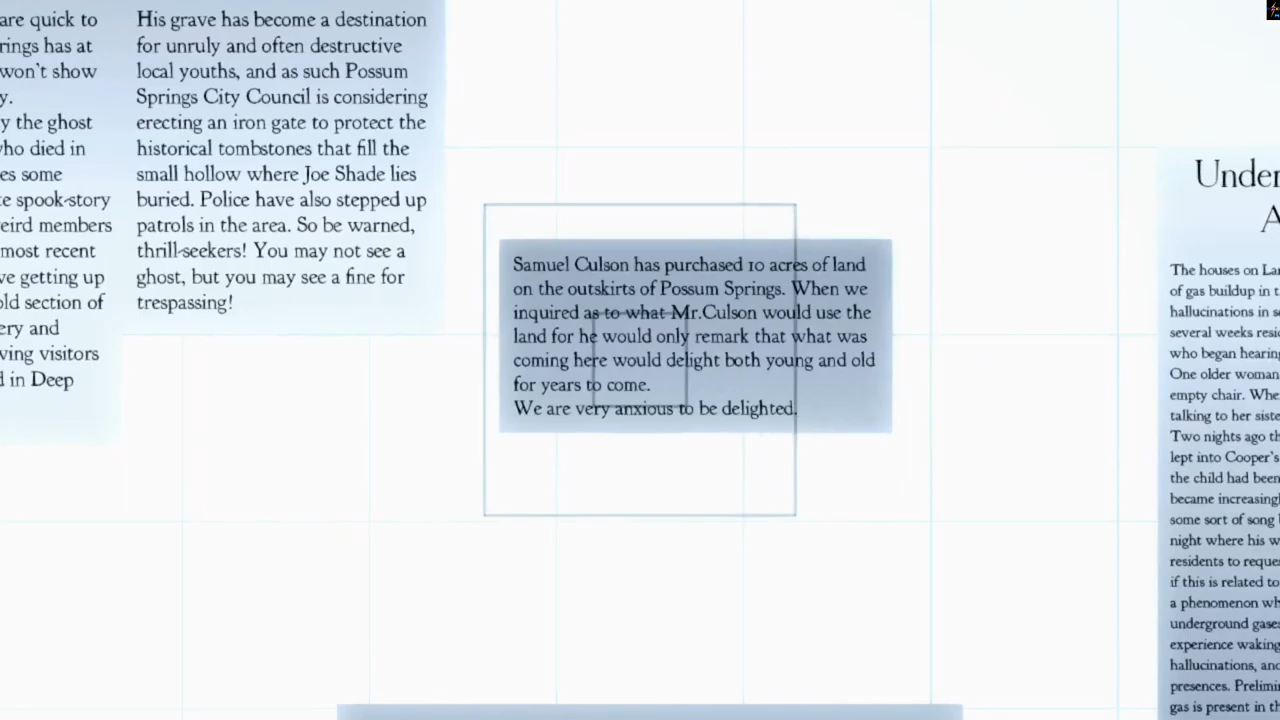 are quick to
rings has at
won't show
y.
y the ghost
who died in
es some
te spook-story
eird members
most recent
ve getting up
old section of
ery and
ving visitors
d in Deep
His grave has become a destination
for unruly and often destructive
local youths, and as such Possum
Springs City Council is considering
erecting an iron gate to protect the
historical tombstones that fill the
small hollow where Joe Shade lies
buried. Police have also stepped up
patrols in the area. So be warned,
thrill-seekers! You may not see a
ghost, but you may see a fine for
trespassing!
Samuel Culson has purchased 10 acres of land
on the outskirts of Possum Springs. When we
inquired as to what Mr.Culson would use the
land for he would only remark that what was
coming here would delight both young and old
for years to come.
We are very anxious to be delighted.
Under
A
The houses on Lar
of gas buildup in t
hallucinations in s
several weeks resid
who began hearing
One older woman
empty chair. Whe
talking to her siste
Two nights ago th
lept into Cooper's
the child had been
became increasingl
some sort of song
night where his w
residents to reque
if this is related to
a phenomenon wh
underground gases
experience waking
hallucinations, and
presences. Prelimi
gas is present in th